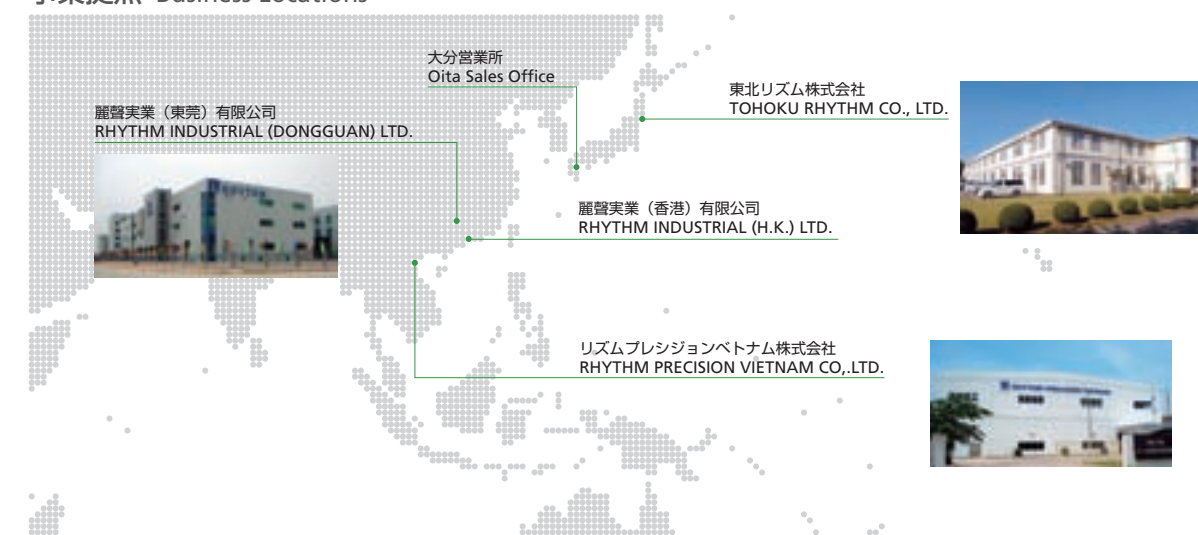 事業拠点 Business Locations
大分営業所
Oita Sales Office
東北リズム株式会社
TOHOKU RHYTHM CO., LTD.
麗聲実業（東莞）有限公司
RHYTHM INDUSTRIAL (DONGGUAN) LTD.
麗聲実業（香港）有限公司
RHYTHM INDUSTRIAL (H.K.) LTD.
リズムプレシジョンベトナム株式会社
RHYTHM PRECISION VIETNAM CO,.LTD.